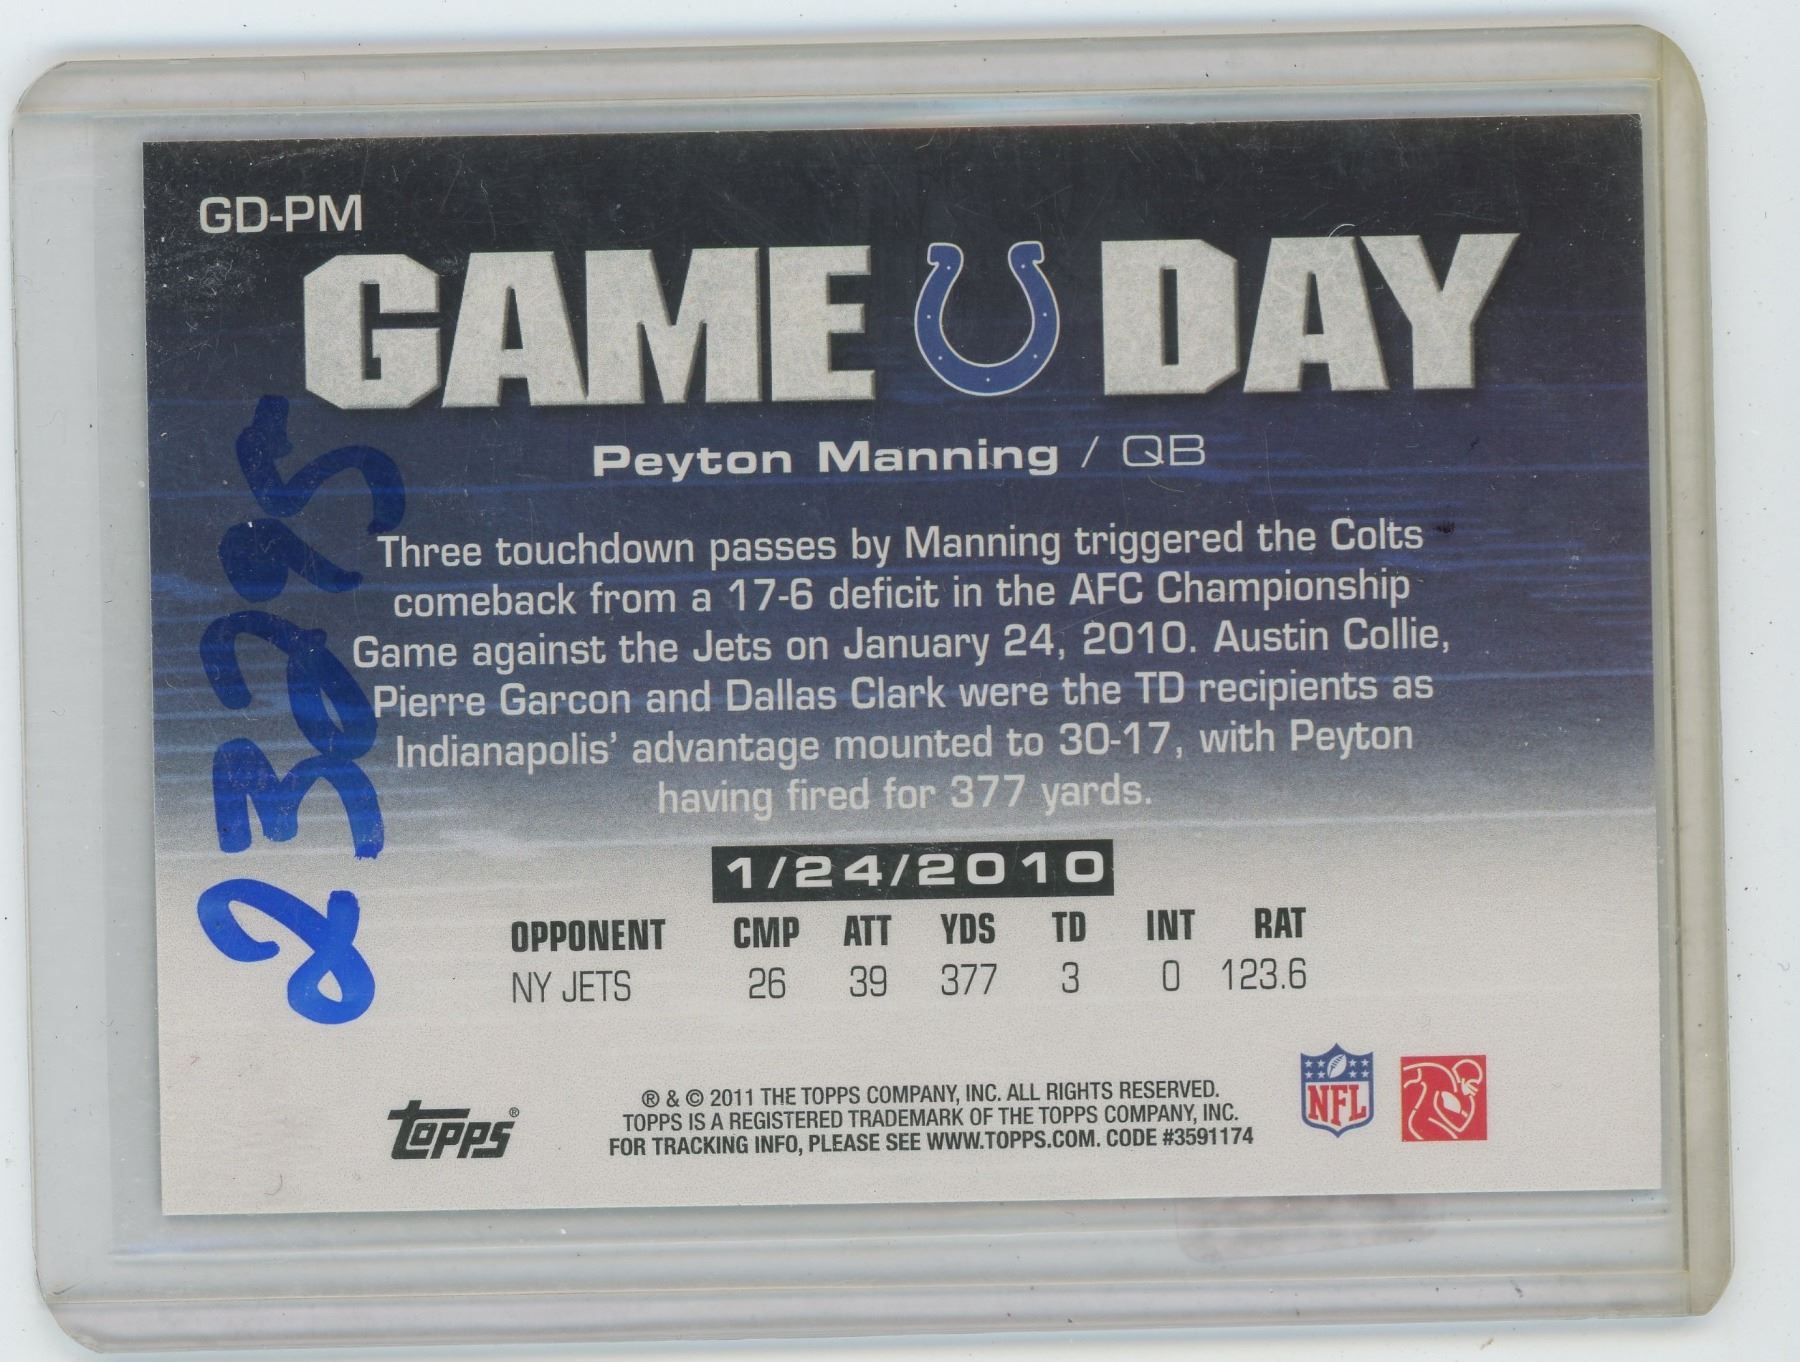 GD-PM
GAME DAY
Peyton Manning / QB
Three touchdown passes by Manning triggered the Colts
comeback from a 17-6 deficit in the AFC Championship
Game against the Jets on January 24, 2010. Austin Collie,
Pierre Garcon and Dallas Clark were the TD recipients as
Indianapolis' advantage mounted to 30-17, with Peyton
having fired for 377 yards.
1/24/2010
OPPONENT CMP ATT YDS TD INT RAT
NY JETS 26 39 377 3 0 123.6
® & © 2011 THE TOPPS COMPANY, INC. ALL RIGHTS RESERVED.
TOPPS IS A REGISTERED TRADEMARK OF THE TOPPS COMPANY, INC.
FOR TRACKING INFO, PLEASE SEE WWW.TOPPS.COM. CODE #3591174
Topps®
NFL